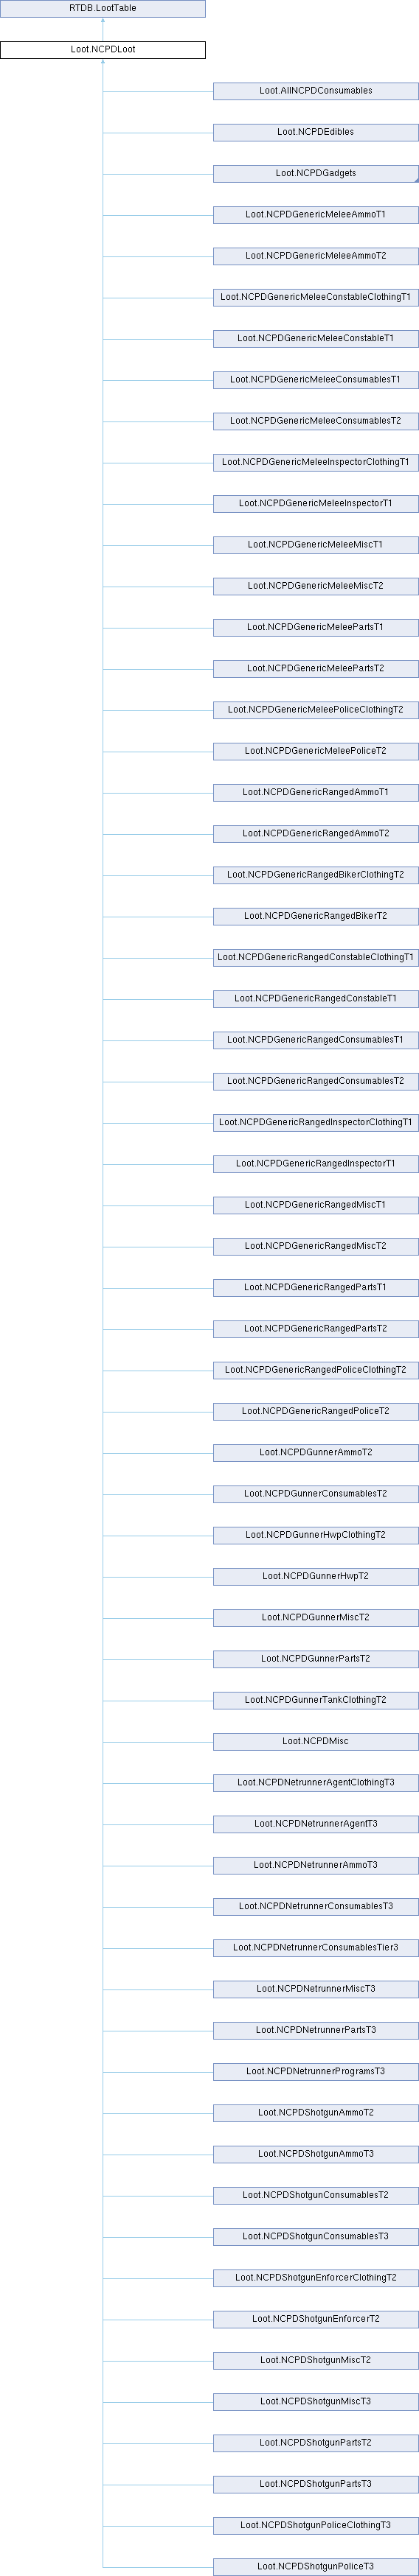 RTDB.LootTable
Loot.NCPDLoot
Loot.AllNCPDConsumables
Loot.NCPDEdibles
Loot.NCPDGadgets
Loot.NCPDGenericMeleeAmmoT1
Loot.NCPDGenericMeleeAmmoT2
Loot.NCPDGenericMeleeConstableClothingT1
Loot.NCPDGenericMeleeConstableT1
Loot.NCPDGenericMeleeConsumablesT1
Loot.NCPDGenericMeleeConsumablesT2
Loot.NCPDGenericMeleeInspectorClothingT1
Loot.NCPDGenericMeleeInspectorT1
Loot.NCPDGenericMeleeMiscT1
Loot.NCPDGenericMeleeMiscT2
Loot.NCPDGenericMeleePartsT1
Loot.NCPDGenericMeleePartsT2
Loot.NCPDGenericMeleePoliceClothingT2
Loot.NCPDGenericMeleePoliceT2
Loot.NCPDGenericRangedAmmoT1
Loot.NCPDGenericRangedAmmoT2
Loot.NCPDGenericRangedBikerClothingT2
Loot.NCPDGenericRangedBikerT2
Loot.NCPDGenericRangedConstableClothingT1
Loot.NCPDGenericRangedConstableT1
Loot.NCPDGenericRangedConsumablesT1
Loot.NCPDGenericRangedConsumablesT2
Loot.NCPDGenericRangedInspectorClothingT1
Loot.NCPDGenericRangedInspectorT1
Loot.NCPDGenericRangedMiscT1
Loot.NCPDGenericRangedMiscT2
Loot.NCPDGenericRangedPartsT1
Loot.NCPDGenericRangedPartsT2
Loot.NCPDGenericRangedPoliceClothingT2
Loot.NCPDGenericRangedPoliceT2
Loot.NCPDGunnerAmmoT2
Loot.NCPDGunnerConsumablesT2
Loot.NCPDGunnerHwpClothingT2
Loot.NCPDGunnerHwpT2
Loot.NCPDGunnerMiscT2
Loot.NCPDGunnerPartsT2
Loot.NCPDGunnerTankClothingT2
Loot.NCPDMisc
Loot.NCPDNetrunnerAgentClothingT3
Loot.NCPDNetrunnerAgentT3
Loot.NCPDNetrunnerAmmoT3
Loot.NCPDNetrunnerConsumablesT3
Loot.NCPDNetrunnerConsumablesTier3
Loot.NCPDNetrunnerMiscT3
Loot.NCPDNetrunnerPartsT3
Loot.NCPDNetrunnerProgramsT3
Loot.NCPDShotgunAmmoT2
Loot.NCPDShotgunAmmoT3
Loot.NCPDShotgunConsumablesT2
Loot.NCPDShotgunConsumablesT3
Loot.NCPDShotgunEnforcerClothingT2
Loot.NCPDShotgunEnforcerT2
Loot.NCPDShotgunMiscT2
Loot.NCPDShotgunMiscT3
Loot.NCPDShotgunPartsT2
Loot.NCPDShotgunPartsT3
Loot.NCPDShotgunPoliceClothingT3
Loot.NCPDShotgunPoliceT3